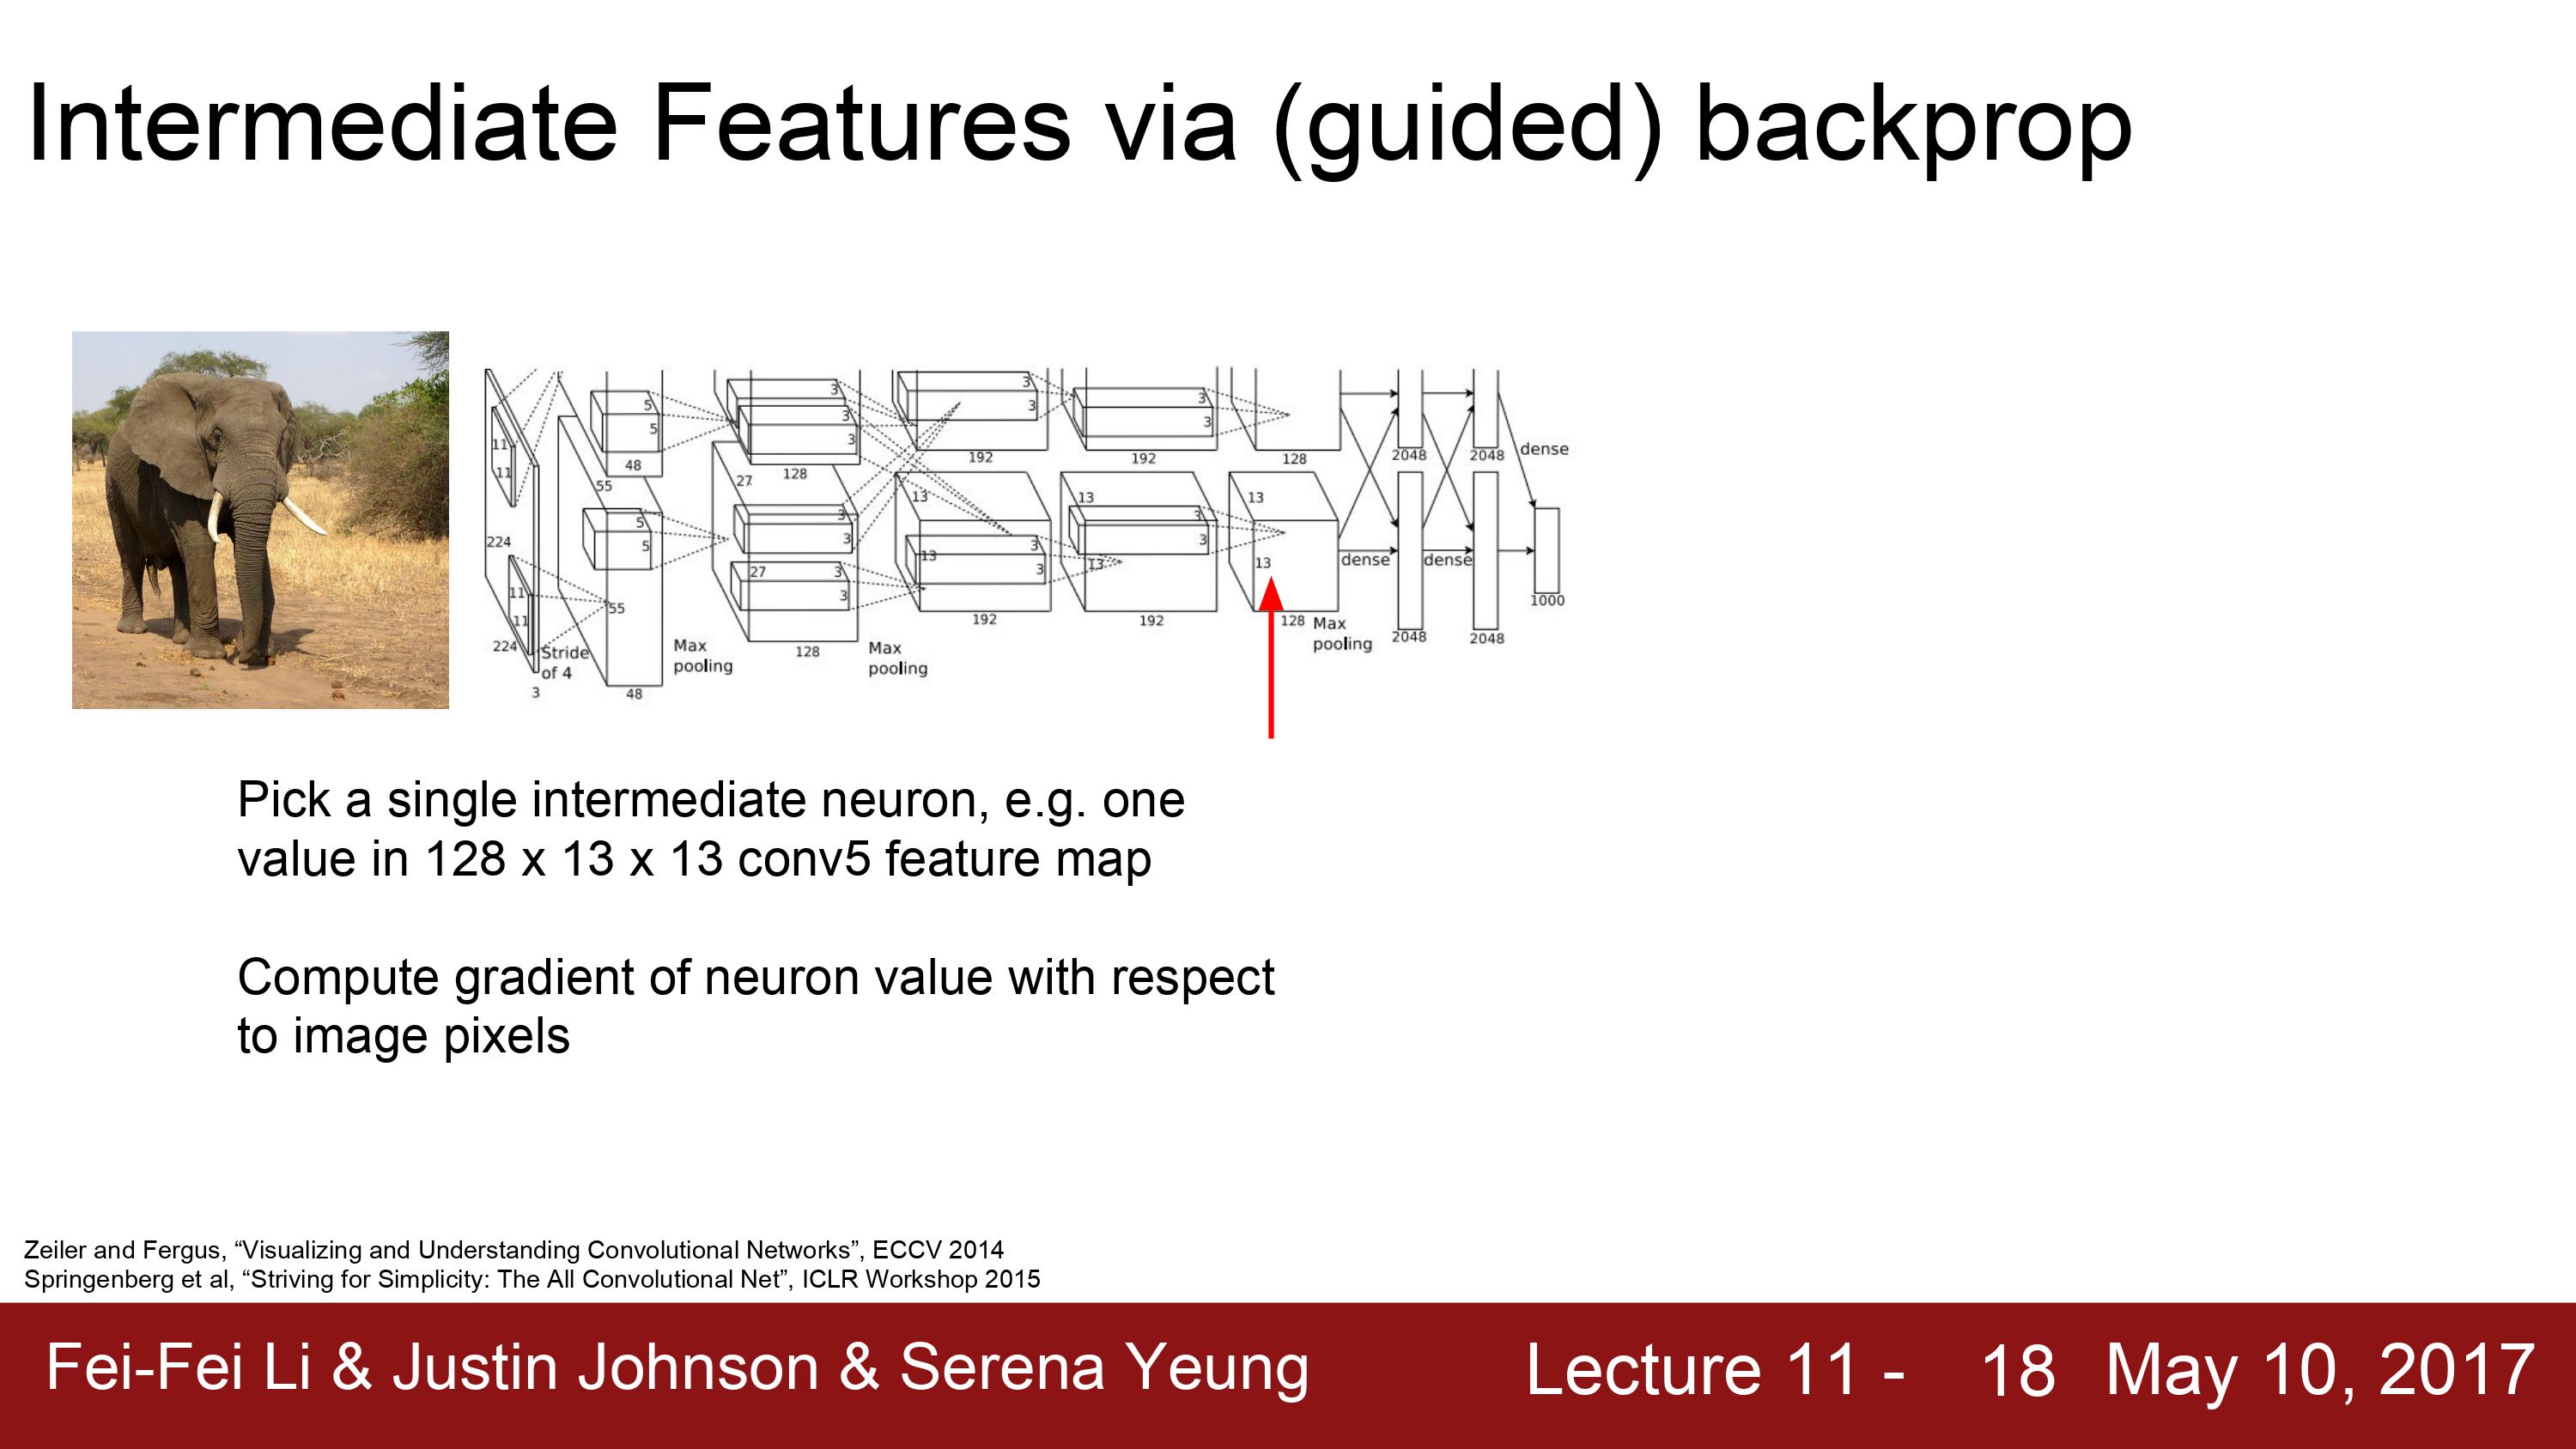 Intermediate Features via (guided) backprop
3
3
3
3
3
3
3
5
5
11
11
48
55
128
27
192
192
128
2048
2048
dense
13
13
13
5
5
3
3
3
3
224
13
3
3
13
13
dense
dense
27
3
3
11
11
55
1000
224
Stride
of 4
3
48
Max
pooling
128
Max
pooling
192
192
128
Max
pooling
2048
2048
Pick a single intermediate neuron, e.g. one
value in 128 x 13 x 13 conv5 feature map
Compute gradient of neuron value with respect
to image pixels
Zeiler and Fergus, “Visualizing and Understanding Convolutional Networks”, ECCV 2014
Springenberg et al, “Striving for Simplicity: The All Convolutional Net”, ICLR Workshop 2015
Fei-Fei Li & Justin Johnson & Serena Yeung Lecture 11 - 18 May 10, 2017